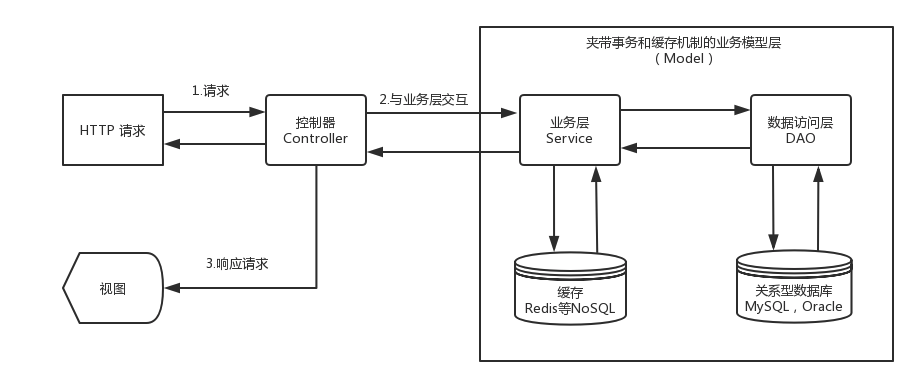 夹带事务和缓存机制的业务模型层
（Model）
1.请求
2.与业务层交互
HTTP 请求
控制器
Controller
业务层
Service
数据访问层
DAO
3.响应请求
视图
缓存
Redis等NoSQL
关系型数据库
MySQL，Oracle